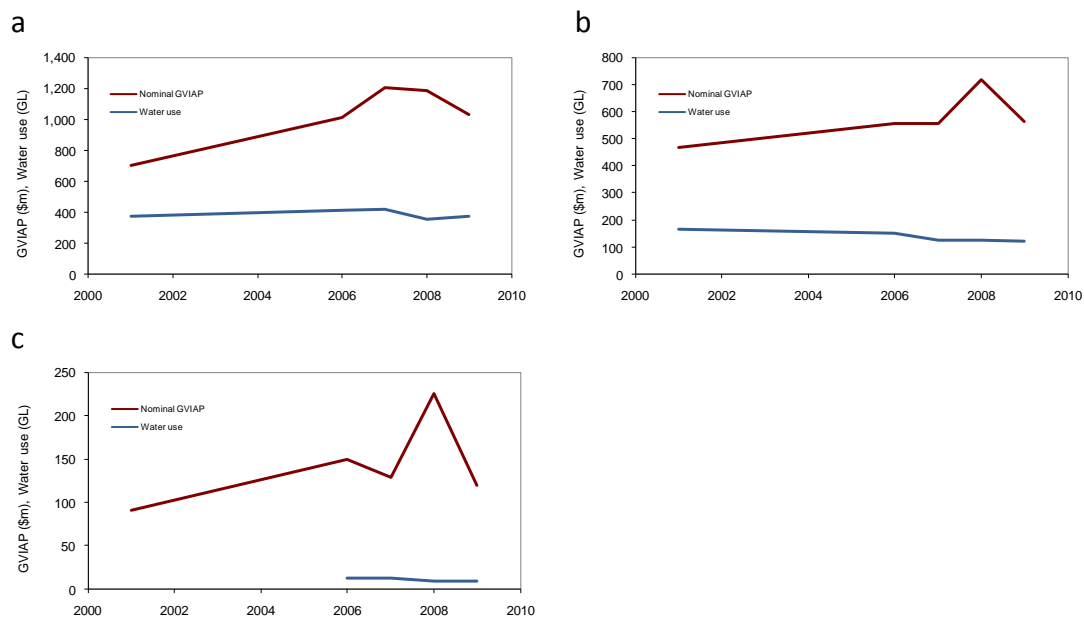 a
GVIAP ($m), Water use (GL)
1,400
1,200
1,000
800
600
400
200
0
Nominal GVIAP
Water use
2000 2002 2004 2006 2008 2010
b
GVIAP ($m), Water use (GL)
800
700
600
500
400
300
200
100
0
Nominal GVIAP
Water use
2000 2002 2004 2006 2008 2010
c
GVIAP ($m), Water use (GL)
250
200
150
100
50
0
Nominal GVIAP
Water use
2000 2002 2004 2006 2008 2010